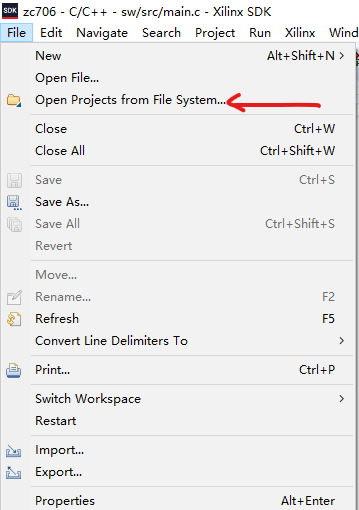 SDK zc706 - C/C++ - sw/src/main.c - Xilinx SDK
File Edit Navigate Search Project Run Xilinx Wind
New Alt+Shift+N
Open File...
Open Projects from File System...
Close Ctrl+W
Close All Ctrl+Shift+W
Save Ctrl+S
Save As...
Save All Ctrl+Shift+S
Revert
Move...
Rename... F2
Refresh F5
Convert Line Delimiters To
Print... Ctrl+P
Switch Workspace
Restart
Import...
Export...
Properties Alt+Enter